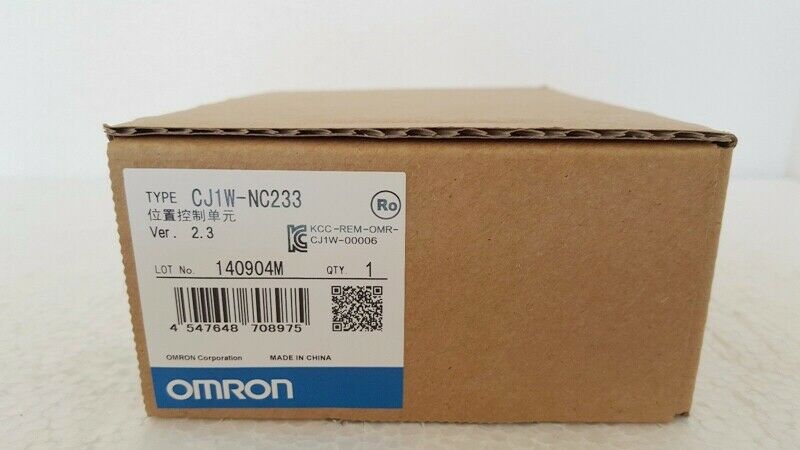 TYPE CJ1W-NC233
Ro
位置控制单元
Ver. 2.3
KCC-REM-OMR-
CJ1W-00006
LOT No. 140904M QTY. 1
4 547648 708975
OMRON Corporation MADE IN CHINA
OMRON